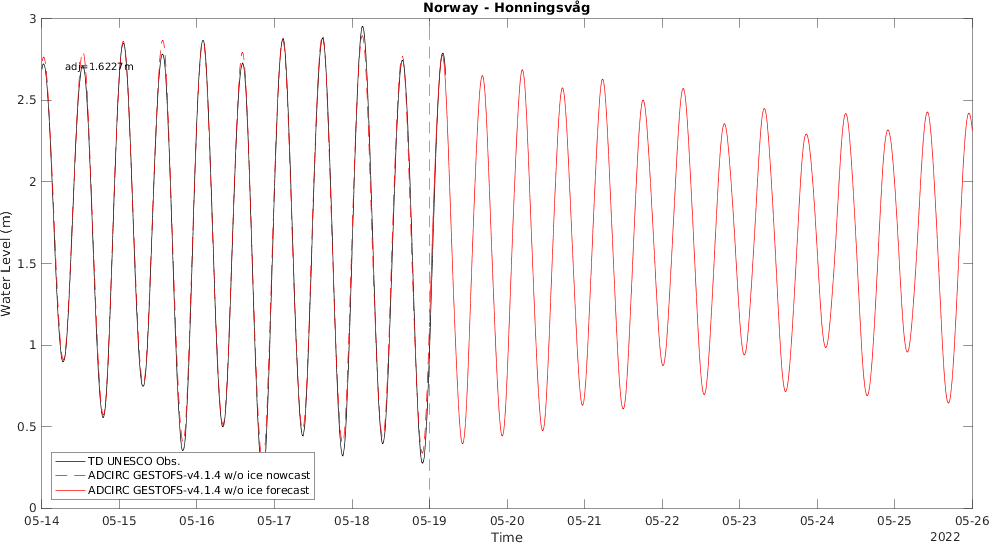 Norway - Honningsvåg
adj=1.6227m
Water Level (m)
3
2.5
2
1.5
1
0.5
0
TD UNESCO Obs.
ADCIRC GESTOFS-v4.1.4 w/o ice nowcast
ADCIRC GESTOFS-v4.1.4 w/o ice forecast
05-14 05-15 05-16 05-17 05-18 05-19 05-20 05-21 05-22 05-23 05-24 05-25 05-26
Time
2022